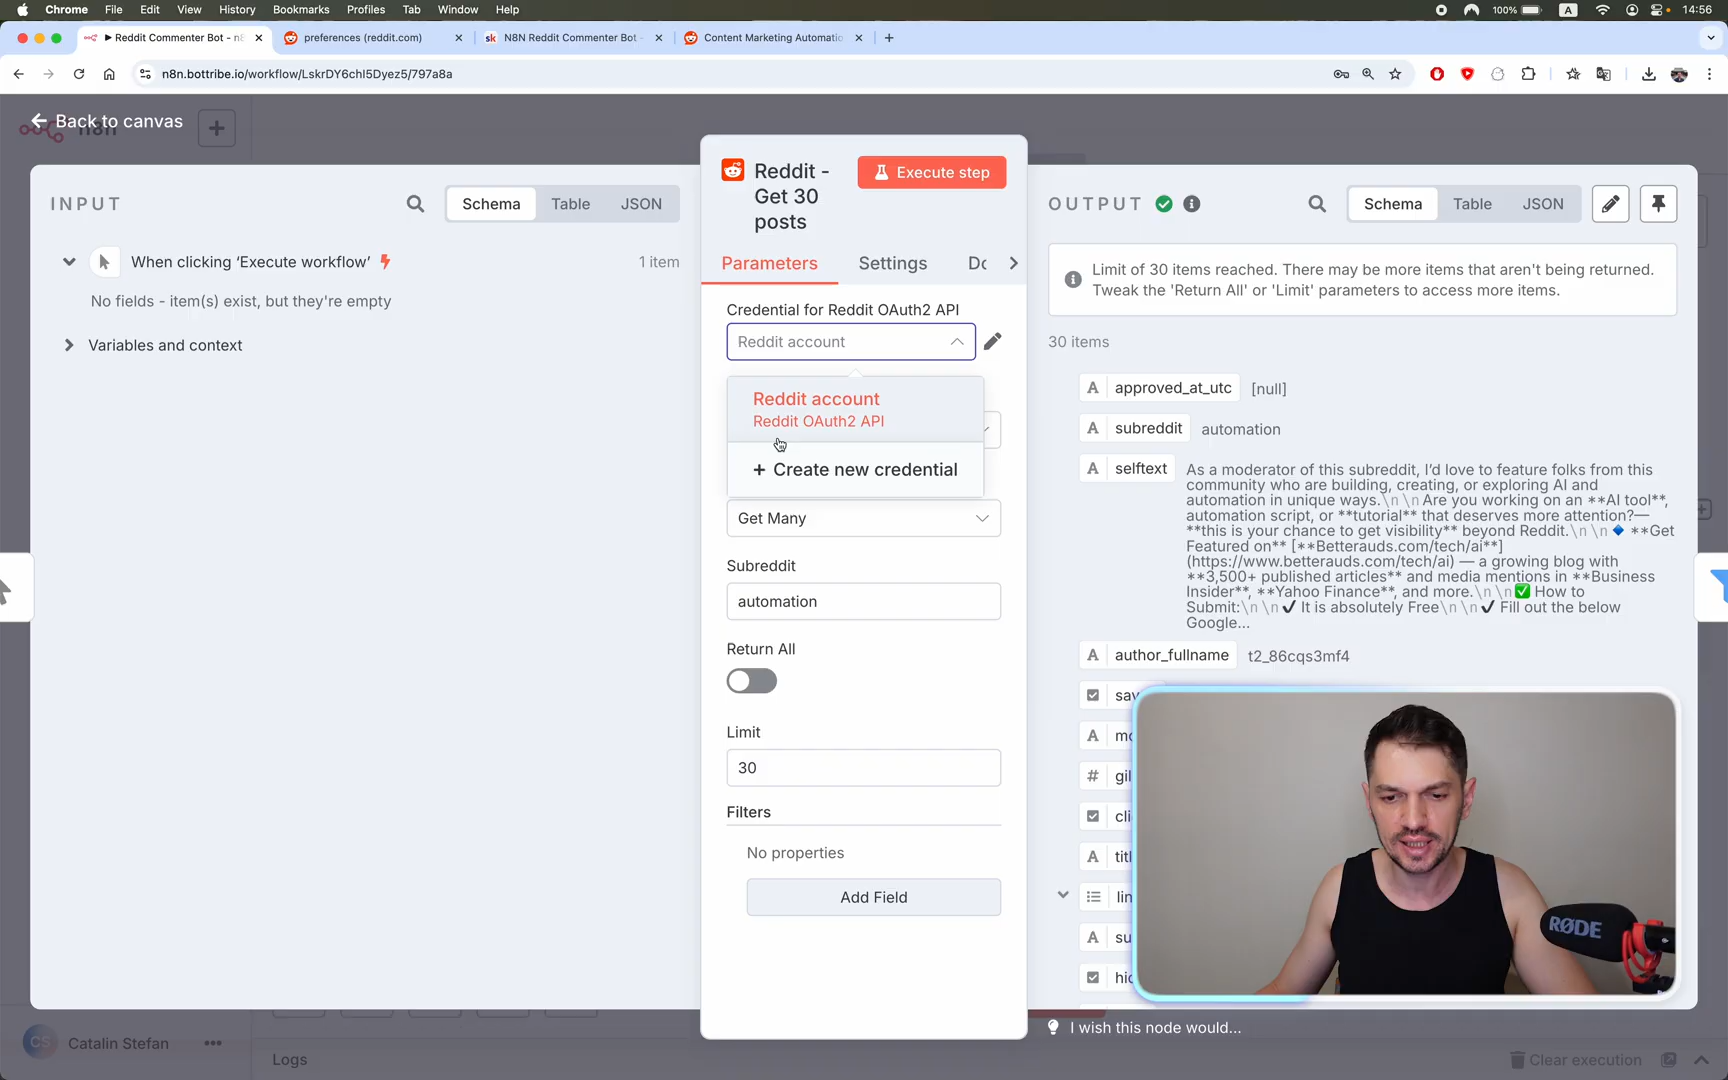 Chrome File Edit View History Bookmarks Profiles Tab Window Help
100% A 14:56
Reddit Commenter Bot - n8
preferences (reddit.com)
sk N8N Reddit Commenter Bot -
Content Marketing Automatio
n8n.bottribe.io/workflow/LskrDY6chI5Dyez5/797a8a
Back to canvas
n8n
INPUT
Schema Table JSON
When clicking ‘Execute workflow’ 1 item
No fields - item(s) exist, but they're empty
Variables and context
Reddit -
Get 30
posts
Execute step
Parameters Settings Dc
Credential for Reddit OAuth2 API
Reddit account
Reddit account
Reddit OAuth2 API
+ Create new credential
Get Many
Subreddit
automation
Return All
Limit
30
Filters
No properties
Add Field
OUTPUT
Schema Table JSON
Limit of 30 items reached. There may be more items that aren't being returned.
Tweak the 'Return All' or 'Limit' parameters to access more items.
30 items
A approved_at_utc [null]
A subreddit automation
A selftext As a moderator of this subreddit, I’d love to feature folks from this
community who are building, creating, or exploring AI and
automation in unique ways.\n\nAre you working on an **AI tool**,
automation script, or **tutorial** that deserves more attention?—
**this is your chance to get visibility** beyond Reddit.\n\n🔹 **Get
Featured on** [**Betterauds.com/tech/ai**]
(https://www.betterauds.com/tech/ai) — a growing blog with
**3,500+ published articles** and media mentions in **Business
Insider**, **Yahoo Finance**, and more.\n\n✅ How to
Submit:\n\n✔ It is absolutely Free\n\n✔ Fill out the below
Google...
A author_fullname t2_86cqs3mf4
sav
A mo
# gil
cli
A titl
lin
A su
hic
RØDE
I wish this node would...
CS Catalin Stefan
Logs
Clear execution